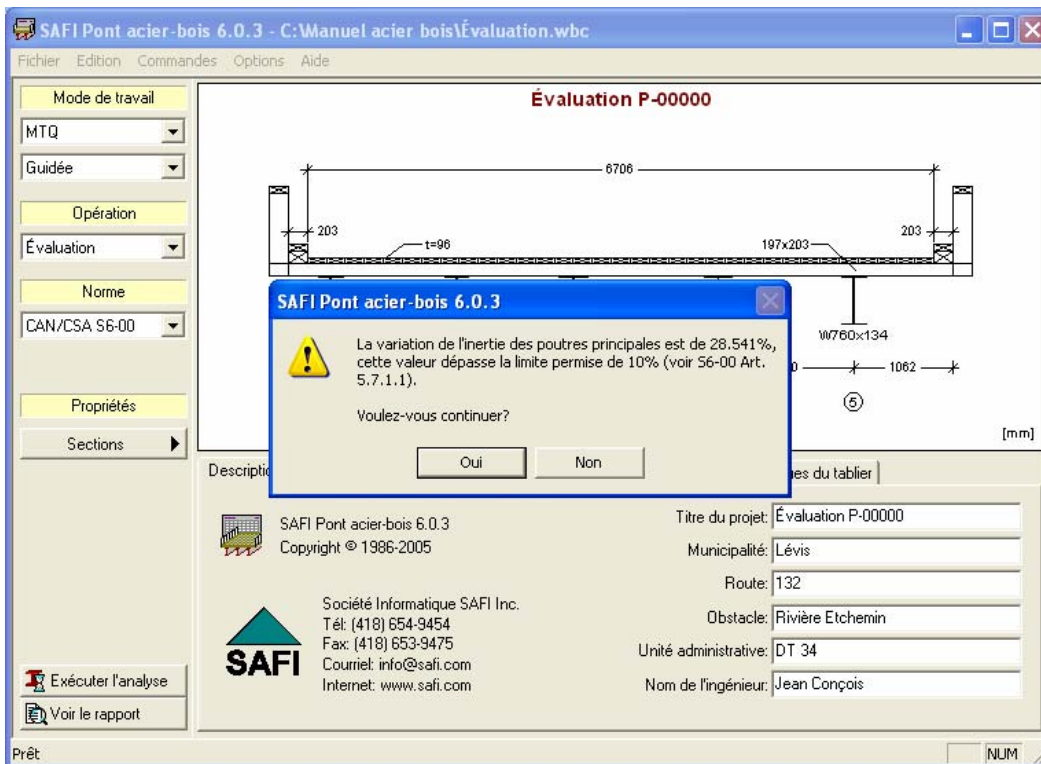 SAFI Pont acier-bois 6.0.3 - C:\Manuel acier bois\Évaluation.wbc
Fichier Edition Commandes Options Aide
Mode de travail
MTQ
Guidée
Opération
Évaluation
Norme
CAN/CSA S6-00
Propriétés
Sections
Exécuter l'analyse
Voir le rapport
Évaluation P-00000
6706
203
t=96
197x203
203
W760x134
1062
5
[mm]
SAFI Pont acier-bois 6.0.3
La variation de l'inertie des poutres principales est de 28.541%,
cette valeur dépasse la limite permise de 10% (voir S6-00 Art.
5.7.1.1).
Voulez-vous continuer?
Oui Non
du tablier
SAFI Pont acier-bois 6.0.3
Copyright © 1986-2005
SAFI
Société Informatique SAFI Inc.
Tél: (418) 654-9454
Fax: (418) 653-9475
Courriel: info@safi.com
Internet: www.safi.com
Titre du projet: Évaluation P-00000
Municipalité: Lévis
Route: 132
Obstacle: Rivière Etchemin
Unité administrative: DT 34
Nom de l'ingénieur: Jean Conçois
Prêt NUM